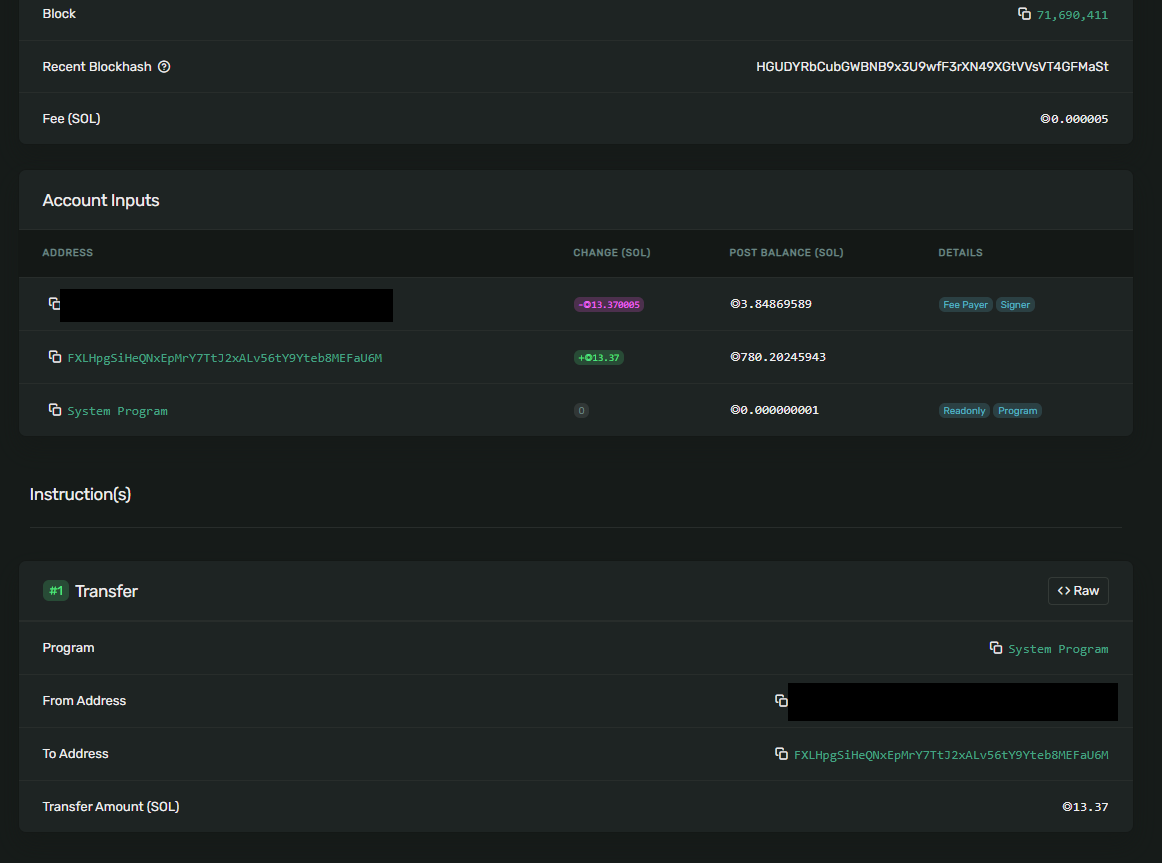 Block 71,690,411
Recent Blockhash HGUDYRbCubGWBNB9x3U9wfF3rXN49XGtVVsVT4GFMaSt
Fee (SOL) ◎0.000005
Account Inputs
ADDRESS CHANGE (SOL) POST BALANCE (SOL) DETAILS
-◎13.370005 ◎3.84869589 Fee Payer Signer
FXLHpgSiHeQNxEpMrY7TtJ2xALv56tY9Yteb8MEFaU6M +◎13.37 ◎780.20245943
System Program 0 ◎0.000000001 Readonly Program
Instruction(s)
#1 Transfer <> Raw
Program System Program
From Address
To Address FXLHpgSiHeQNxEpMrY7TtJ2xALv56tY9Yteb8MEFaU6M
Transfer Amount (SOL) ◎13.37